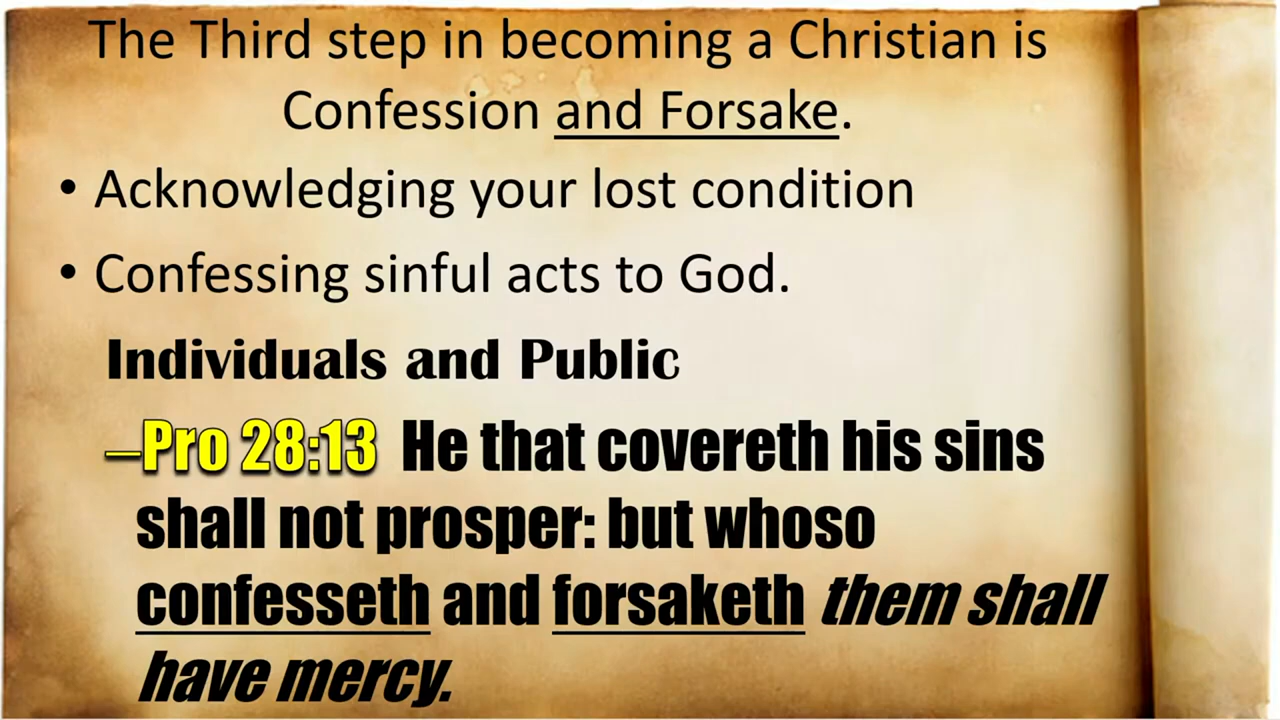 The Third step in becoming a Christian is
Confession and Forsake.
• Acknowledging your lost condition
• Confessing sinful acts to God.
Individuals and Public
–Pro 28:13 He that covereth his sins
shall not prosper: but whoso
confesseth and forsaketh them shall
have mercy.